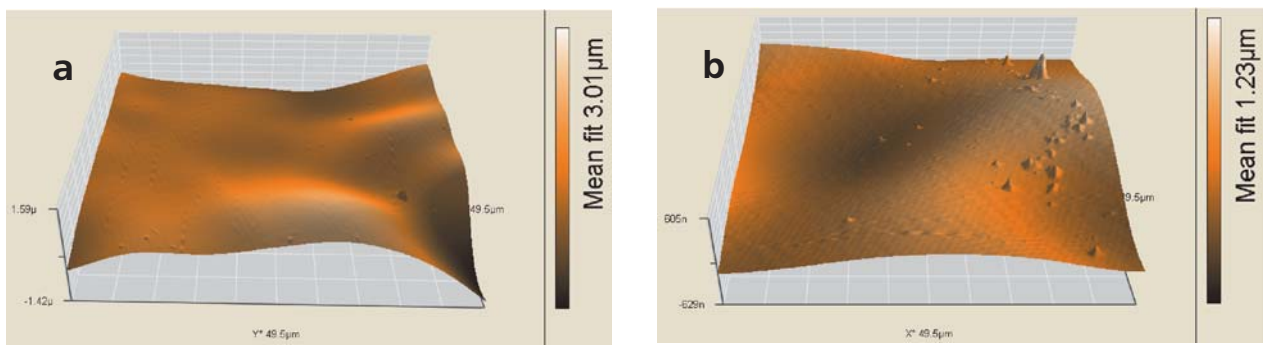 a
1.59µ
-1.42µ
49.5µm
Y* 49.5µm
Mean fit 3.01µm
b
605n
-629n
9.5µm
X* 49.5µm
Mean fit 1.23µm